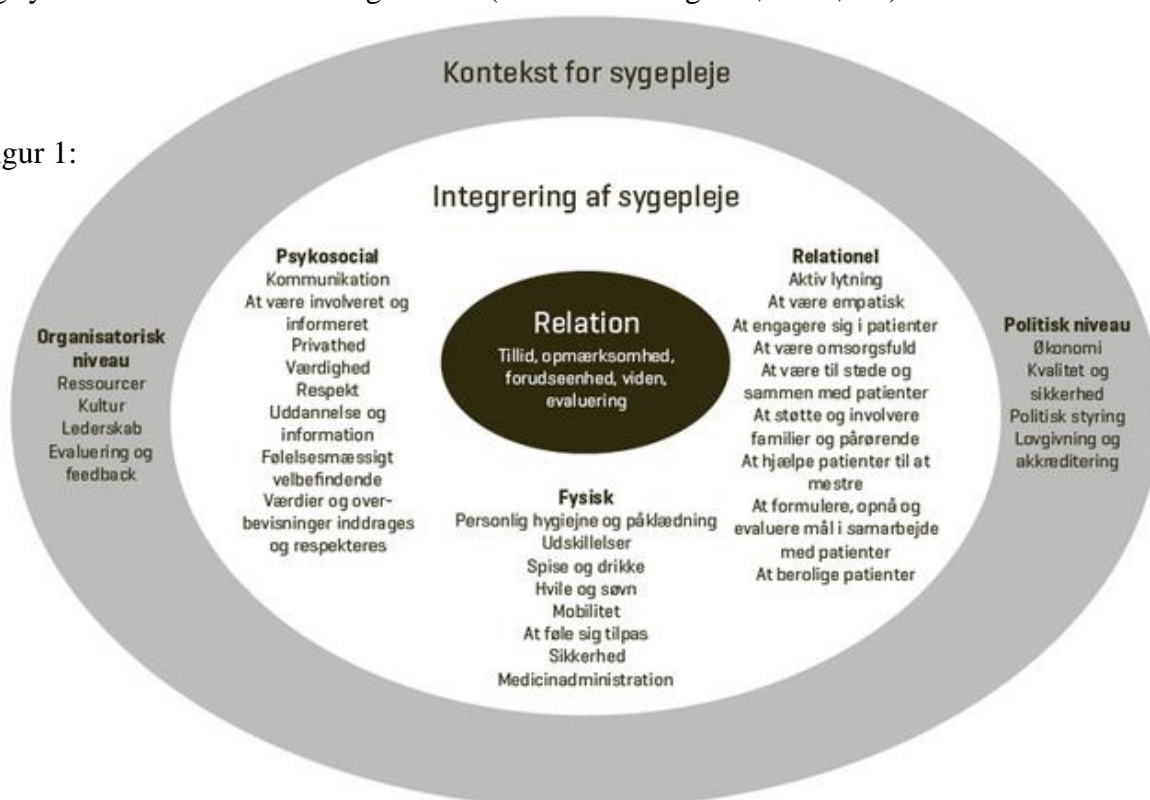 Kontekst for sygepleje
gur 1:
Integrering af sygepleje
Organisatorisk
niveau
Ressourcer
Kultur
Lederskab
Evaluering og
feedback
Psykosocial
Kommunikation
At være involveret og
informeret
Privathed
Værdighed
Respekt
Uddannelse og
information
Følelsesmæssigt
velbefindende
Værdier og over-
bevisninger inddrages
og respekteres
Relation
Tillid, opmærksomhed,
forudseenhed, viden,
evaluering
Fysisk
Personlig hygiejne og påklædning
Udskillelser
Spise og drikke
Hvile og søvn
Mobilitet
At føle sig tilpas
Sikkerhed
Medicinadministration
Relationel
Aktiv lytning
At være empatisk
At engagere sig i patienter
At være omsorgsfuld
At være til stede og
sammen med patienter
At støtte og involvere
familier og pårørende
At hjælpe patienter til at
mestre
At formulere, opnå og
evaluere mål i samarbejde
med patienter
At berolige patienter
Politisk niveau
Økonomi
Kvalitet og
sikkerhed
Politisk styring
Lovgivning og
akkreditering